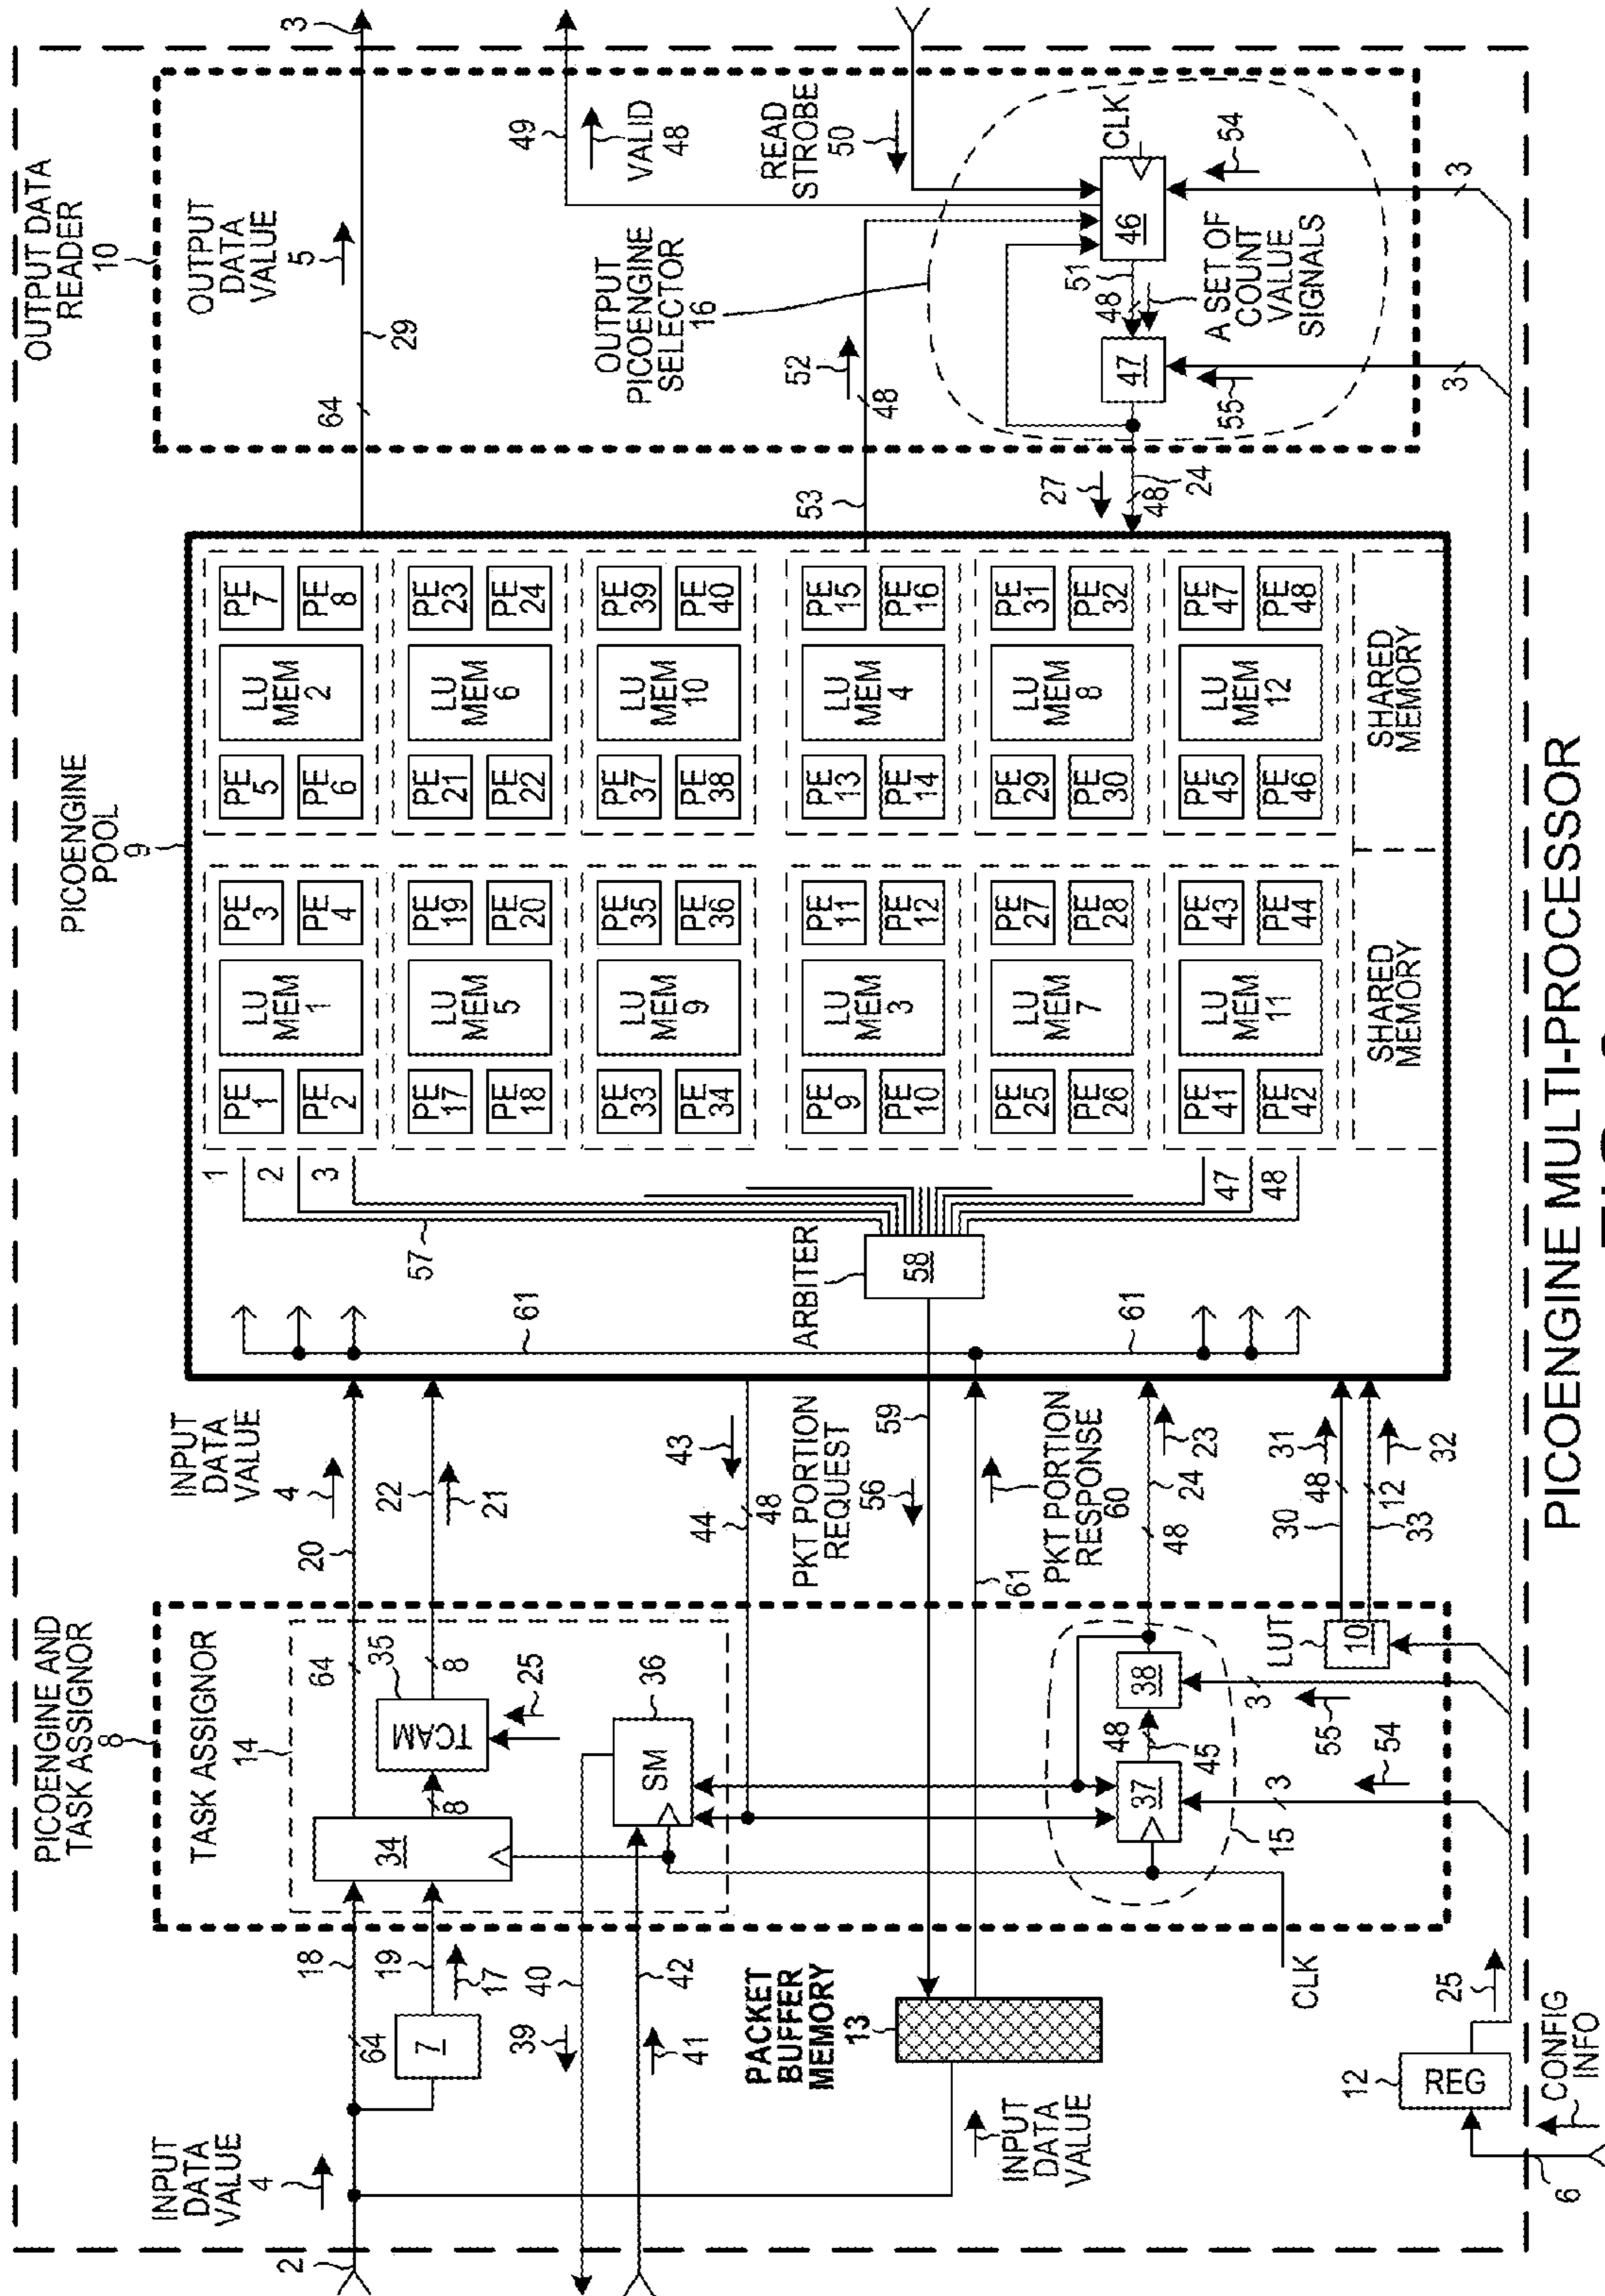 OUTPUT DATA
READER
10
PICOENGINE
POOL
9
PICOENGINE AND
TASK ASSIGNOR
8
INPUT
DATA
VALUE
4
2
18
64
19
17
7
TASK ASSIGNOR
14
34
64
35
TCAM
8
8
25
SM
36
39
40
41
42
PACKET
BUFFER
MEMORY
13
INPUT
DATA
VALUE
CLK
37
38
48
45
15
3
54
3
55
LUT
10
12
REG
25
CONFIG
INFO
6
INPUT
DATA
VALUE
4
20
22
21
43
44
48
PKT PORTION
REQUEST
56
59
61
PKT PORTION
RESPONSE
60
48
24
23
30
48
31
12
33
32
61
61
57
ARBITER
58
1
2
3
47
48
PE
1
PE
2
LU
MEM
1
PE
3
PE
4
PE
5
PE
6
LU
MEM
2
PE
7
PE
8
PE
17
PE
18
LU
MEM
5
PE
19
PE
20
PE
21
PE
22
LU
MEM
6
PE
23
PE
24
PE
33
PE
34
LU
MEM
9
PE
35
PE
36
PE
37
PE
38
LU
MEM
10
PE
39
PE
40
PE
9
PE
10
LU
MEM
3
PE
11
PE
12
PE
13
PE
14
LU
MEM
4
PE
15
PE
16
PE
25
PE
26
LU
MEM
7
PE
27
PE
28
PE
29
PE
30
LU
MEM
8
PE
31
PE
32
PE
41
PE
42
LU
MEM
11
PE
43
PE
44
PE
45
PE
46
LU
MEM
12
PE
47
PE
48
SHARED
MEMORY
SHARED
MEMORY
OUTPUT
DATA
VALUE
5
64
29
3
49
VALID
48
READ
STROBE
50
OUTPUT
PICOENGINE
SELECTOR
16
52
53
48
27
48
24
47
46
CLK
51
48
A SET OF
COUNT
VALUE
SIGNALS
54
55
3
3
PICOENGINE MULTI-PROCESSOR